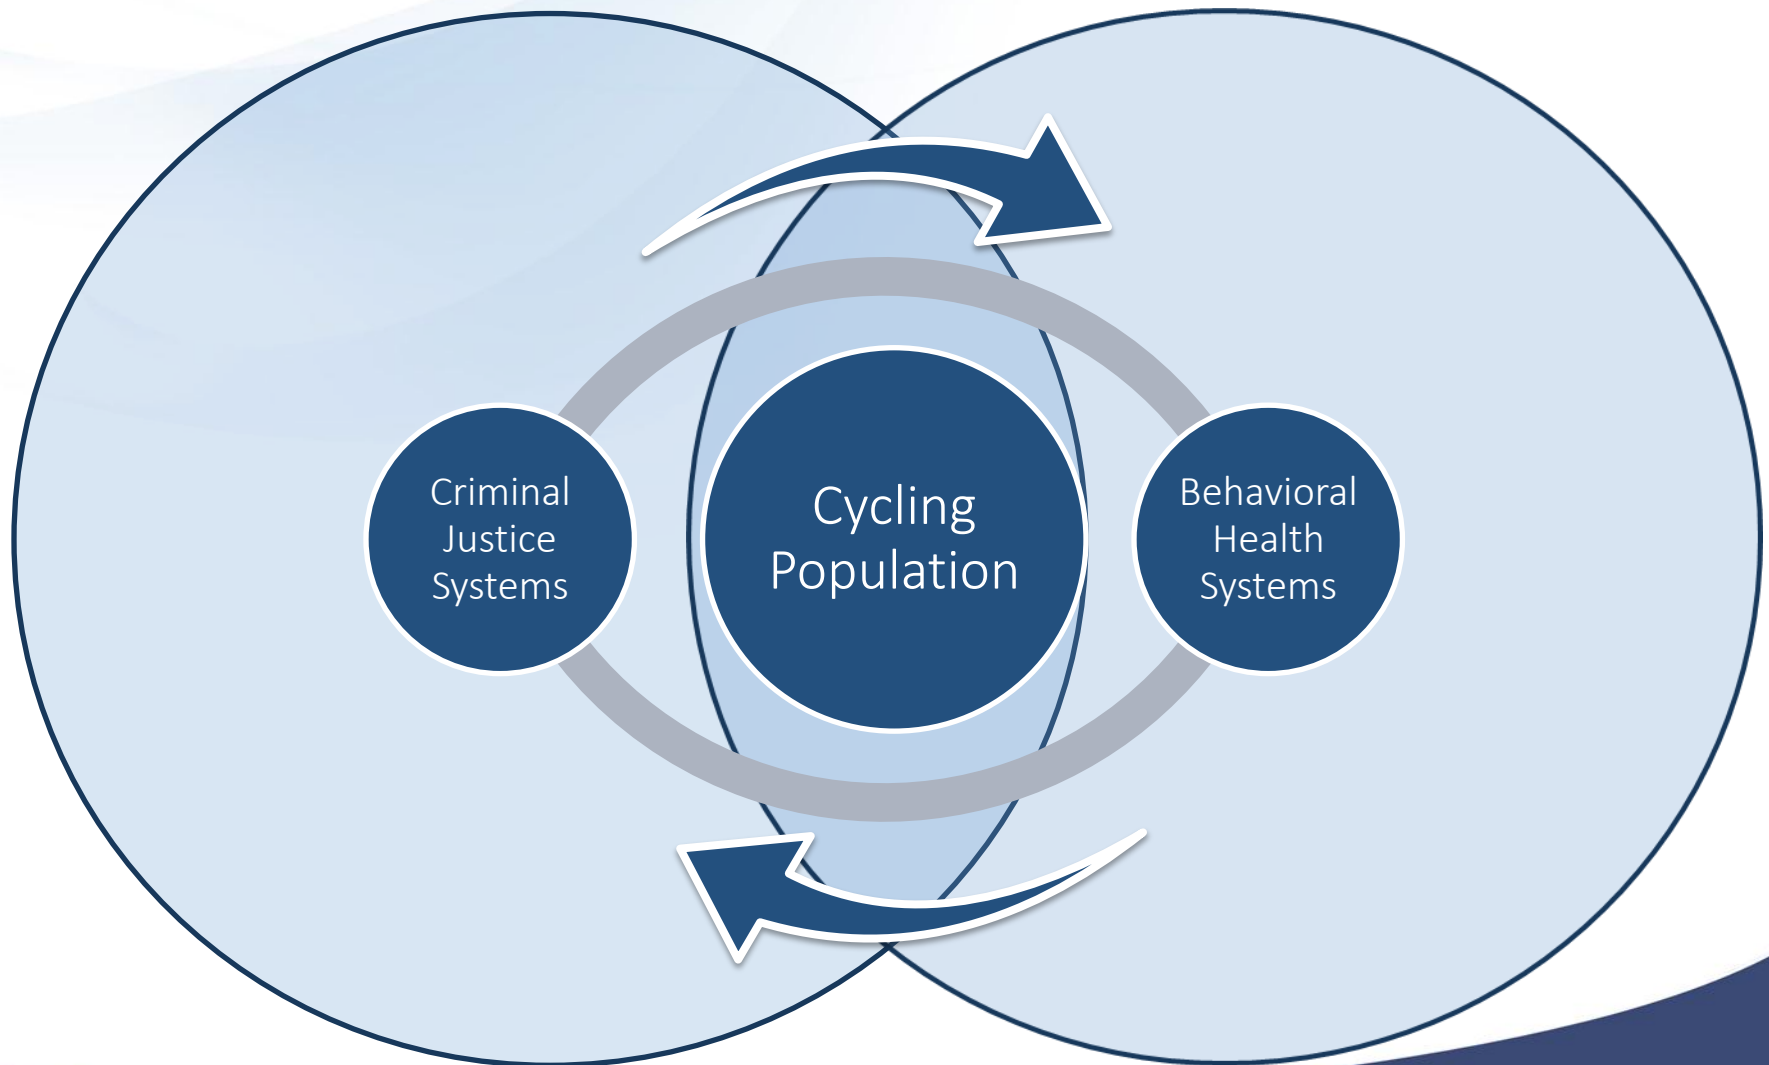 Criminal
Justice
Systems
Cycling
Population
Behavioral
Health
Systems